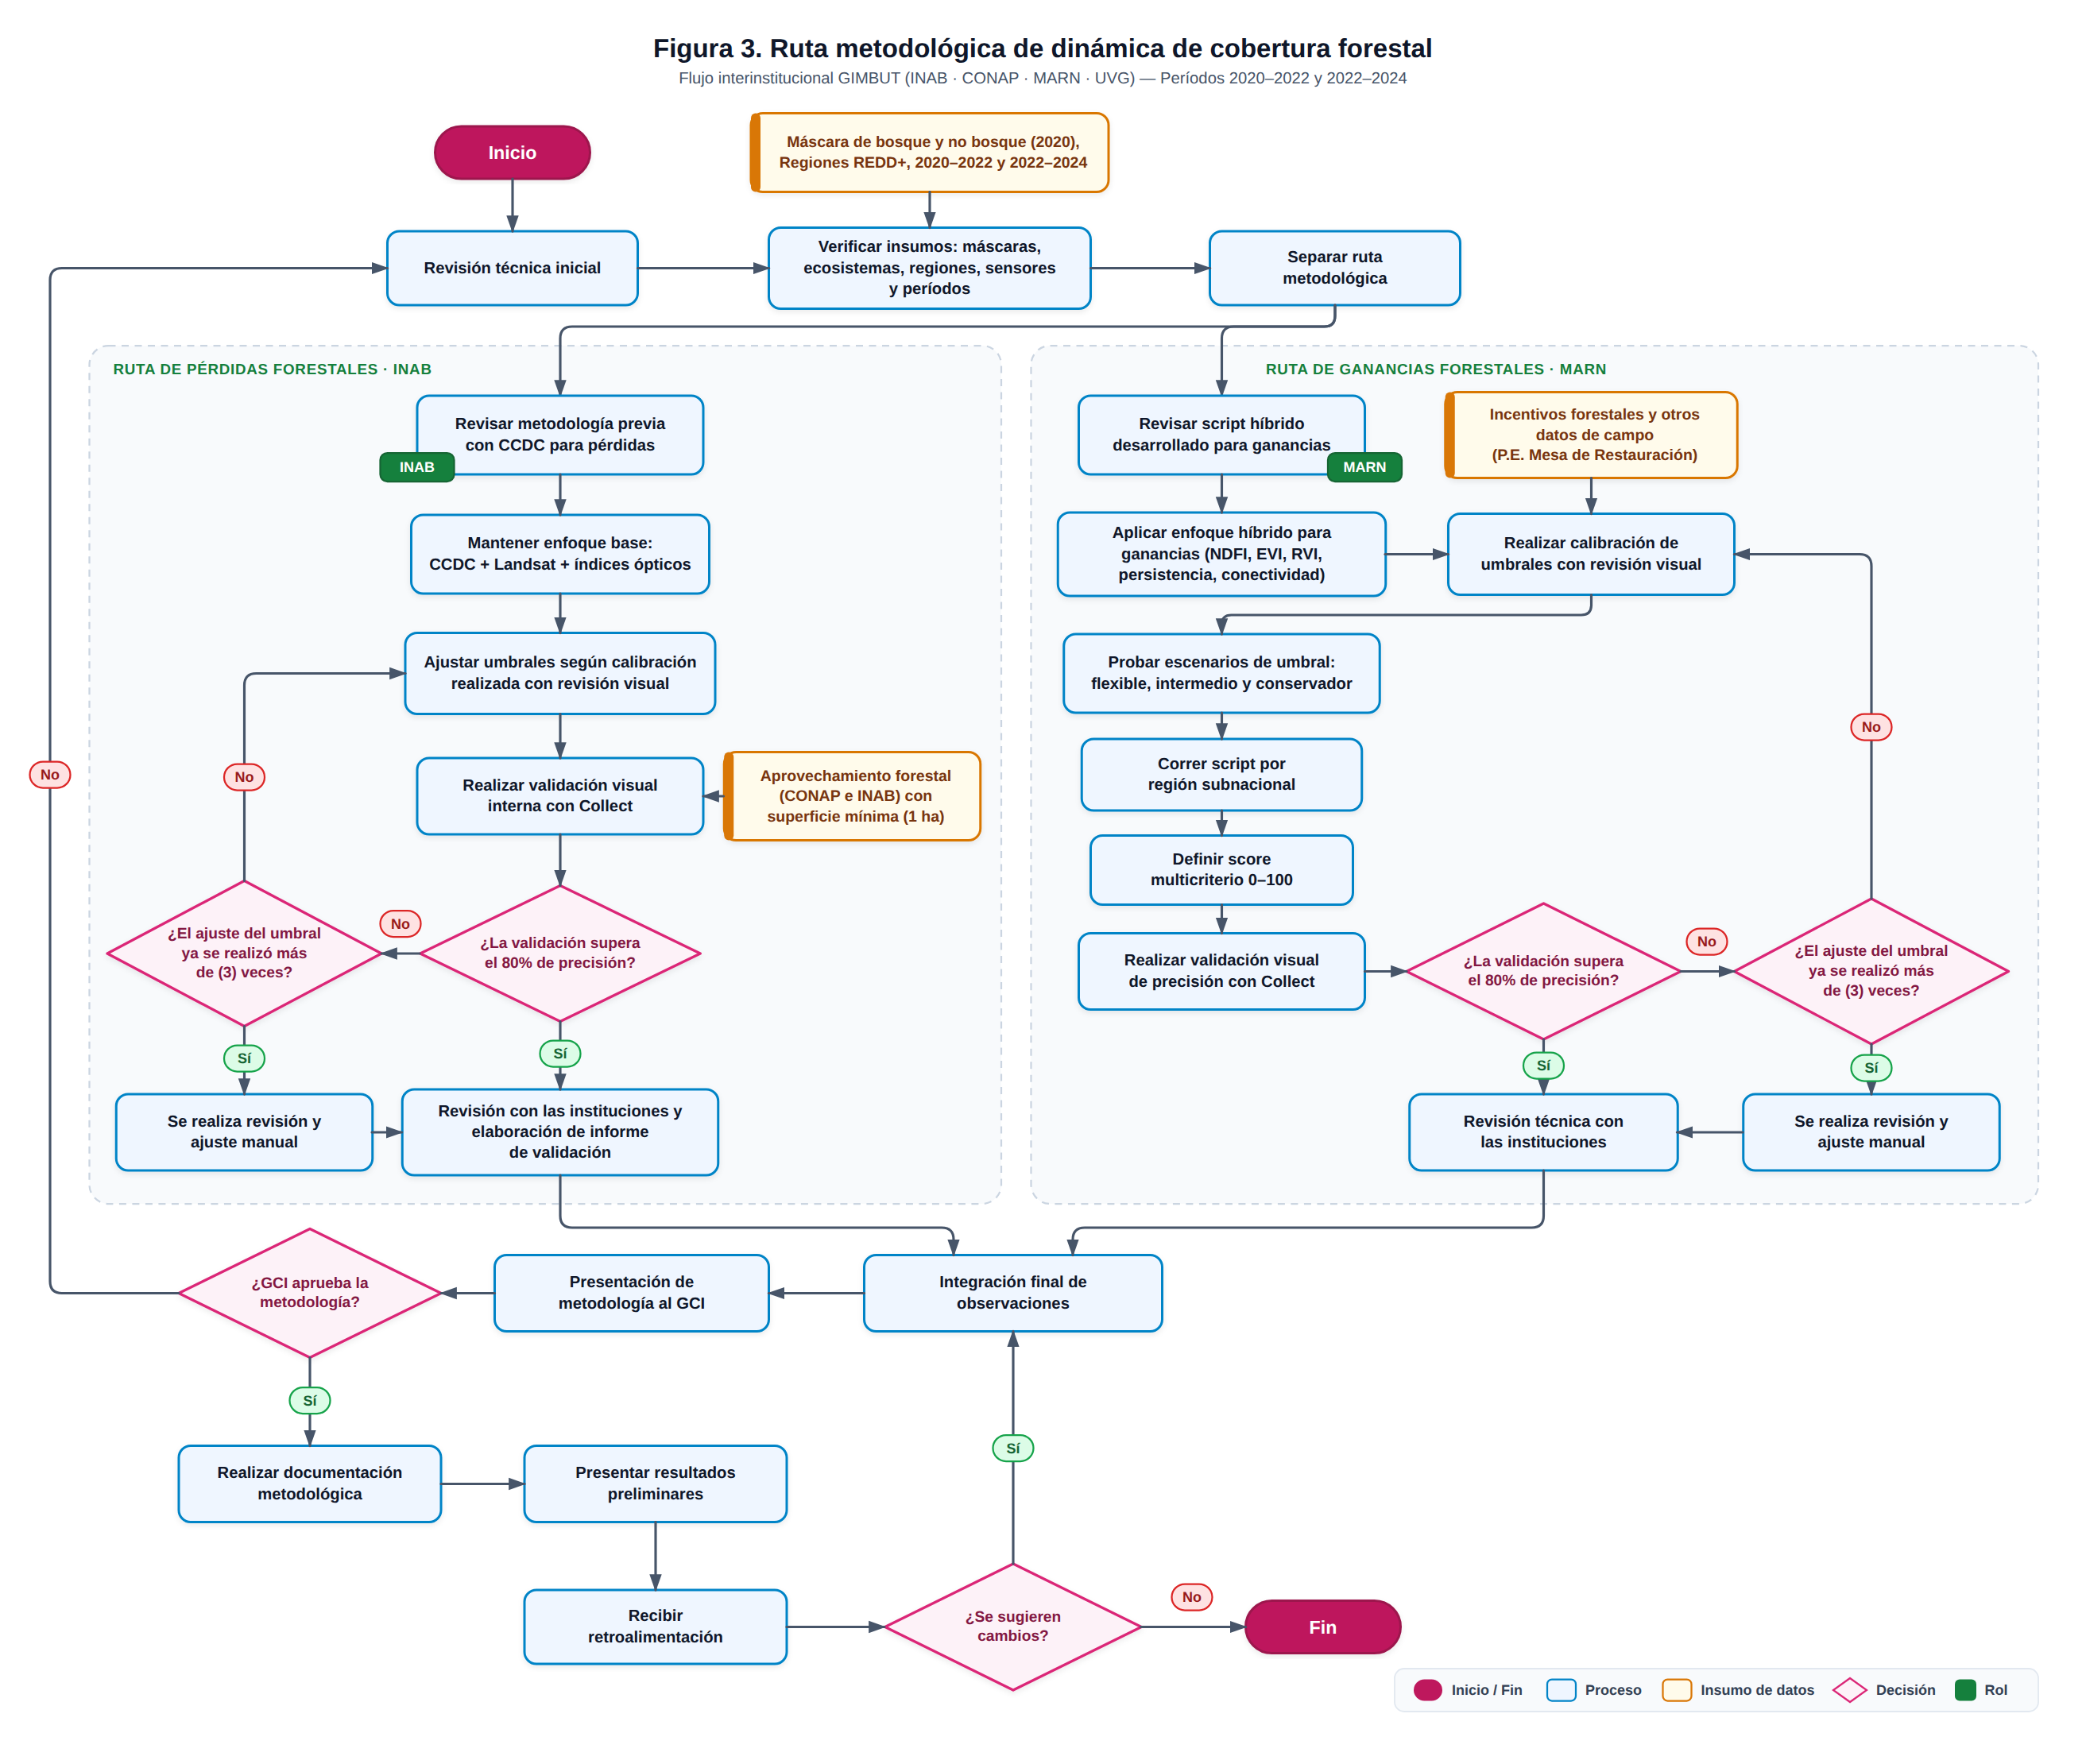 Figura 3. Ruta metodológica de dinámica de cobertura forestal
Flujo interinstitucional GIMBUT (INAB · CONAP · MARN · UVG) — Períodos 2020–2022 y 2022–2024
Inicio
Máscara de bosque y no bosque (2020),
Regiones REDD+, 2020–2022 y 2022–2024
Revisión técnica inicial
Verificar insumos: máscaras,
ecosistemas, regiones, sensores
y períodos
Separar ruta
metodológica
RUTA DE PÉRDIDAS FORESTALES · INAB
Revisar metodología previa
con CCDC para pérdidas
INAB
Mantener enfoque base:
CCDC + Landsat + índices ópticos
Ajustar umbrales según calibración
realizada con revisión visual
No
No
Realizar validación visual
interna con Collect
Aprovechamiento forestal
(CONAP e INAB) con
superficie mínima (1 ha)
¿El ajuste del umbral
ya se realizó más
de (3) veces?
No
¿La validación supera
el 80% de precisión?
Sí
Sí
Se realiza revisión y
ajuste manual
Revisión con las instituciones y
elaboración de informe
de validación
RUTA DE GANANCIAS FORESTALES · MARN
Revisar script híbrido
desarrollado para ganancias
MARN
Incentivos forestales y otros
datos de campo
(P.E. Mesa de Restauración)
Aplicar enfoque híbrido para
ganancias (NDFI, EVI, RVI,
persistencia, conectividad)
Realizar calibración de
umbrales con revisión visual
Probar escenarios de umbral:
flexible, intermedio y conservador
No
Correr script por
región subnacional
Definir score
multicriterio 0–100
Realizar validación visual
de precisión con Collect
¿La validación supera
el 80% de precisión?
No
¿El ajuste del umbral
ya se realizó más
de (3) veces?
Sí
Sí
Revisión técnica con
las instituciones
Se realiza revisión y
ajuste manual
¿GCI aprueba la
metodología?
Presentación de
metodología al GCI
Integración final de
observaciones
Sí
Sí
Realizar documentación
metodológica
Presentar resultados
preliminares
Recibir
retroalimentación
¿Se sugieren
cambios?
No
Fin
Inicio / Fin
Proceso
Insumo de datos
Decisión
Rol